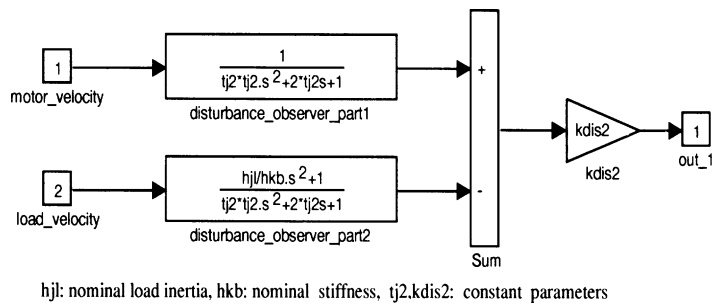 1
motor_velocity
1
tj2*tj2.s 2+2*tj2s+1
disturbance_observer_part1
+
kdis2
kdis2
1
out_1
2
load_velocity
hjl/hkb.s 2+1
tj2*tj2.s 2+2*tj2s+1
disturbance_observer_part2
-
Sum
hjl: nominal load inertia, hkb: nominal stiffness, tj2,kdis2: constant parameters